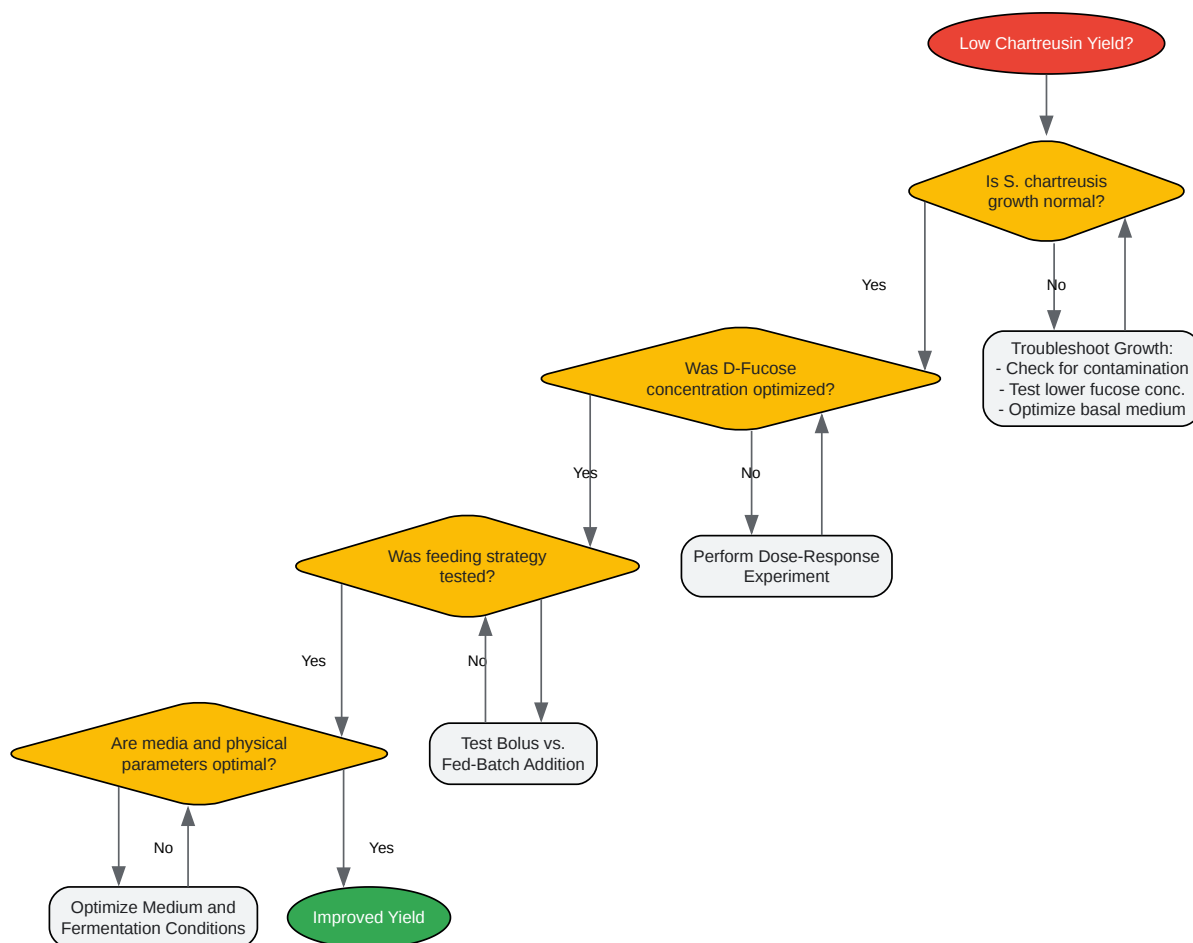 Low Chartreusin Yield?
Is S. chartreusis
growth normal?
Yes
No
Troubleshoot Growth:
- Check for contamination
- Test lower fucose conc.
- Optimize basal medium
Was D-Fucose
concentration optimized?
Yes
No
Perform Dose-Response
Experiment
Was feeding strategy
tested?
Yes
No
Test Bolus vs.
Fed-Batch Addition
Are media and physical
parameters optimal?
No
Yes
Optimize Medium and
Fermentation Conditions
Improved Yield